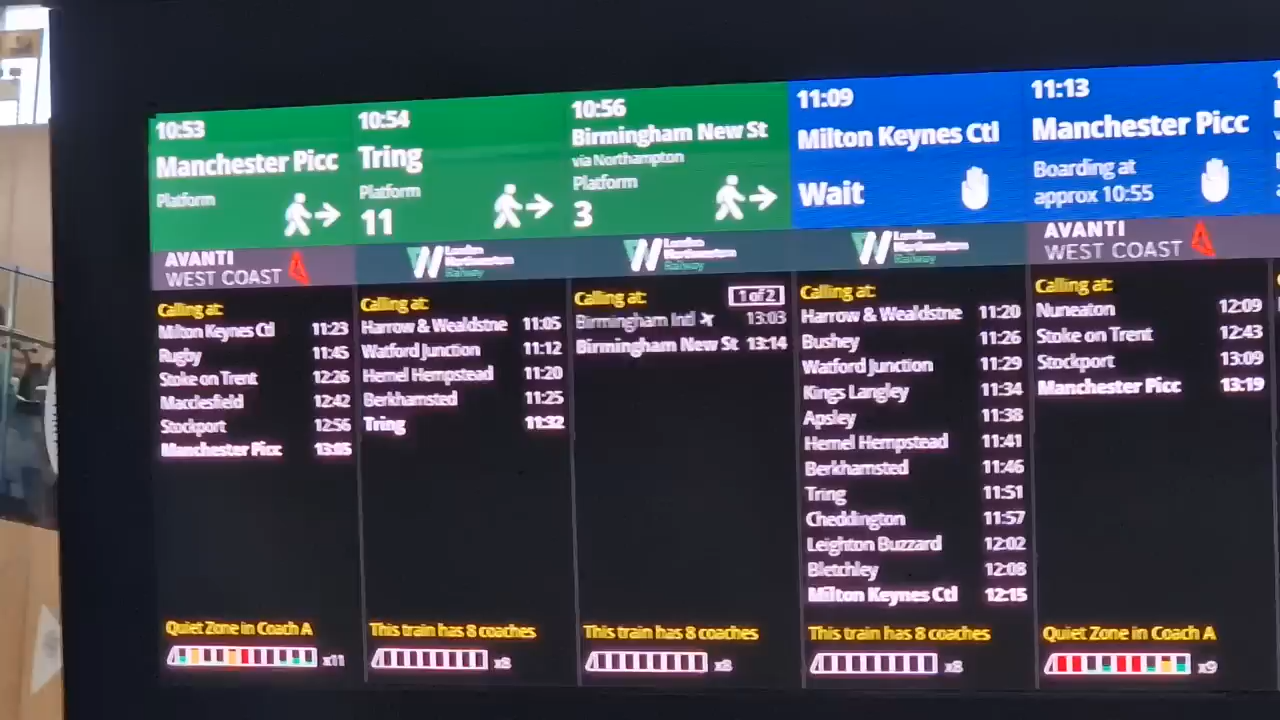 10:53
Manchester Picc
Platform
AVANTI
WEST COAST
Calling at:
Milton Keynes Ctl 11:23
Rugby 11:45
Stoke on Trent 12:26
Macclesfield 12:42
Stockport 12:56
Manchester Picc 13:05
Quiet Zone in Coach A
x11
10:54
Tring
Platform
11
London
Northwestern
Railway
Calling at:
Harrow & Wealdstne 11:05
Watford Junction 11:12
Hemel Hempstead 11:20
Berkhamsted 11:25
Tring 11:32
This train has 8 coaches
x8
10:56
Birmingham New St
via Northampton
Platform
3
London
Northwestern
Railway
Calling at: 1 of 2
Birmingham Intl 13:03
Birmingham New St 13:14
This train has 8 coaches
x8
11:09
Milton Keynes Ctl
Wait
London
Northwestern
Railway
Calling at:
Harrow & Wealdstne 11:20
Bushey 11:26
Watford Junction 11:29
Kings Langley 11:34
Apsley 11:38
Hemel Hempstead 11:41
Berkhamsted 11:46
Tring 11:51
Cheddington 11:57
Leighton Buzzard 12:02
Bletchley 12:08
Milton Keynes Ctl 12:15
This train has 8 coaches
x8
11:13
Manchester Picc
Boarding at
approx 10:55
AVANTI
WEST COAST
Calling at:
Nuneaton 12:09
Stoke on Trent 12:43
Stockport 13:09
Manchester Picc 13:19
Quiet Zone in Coach A
x9